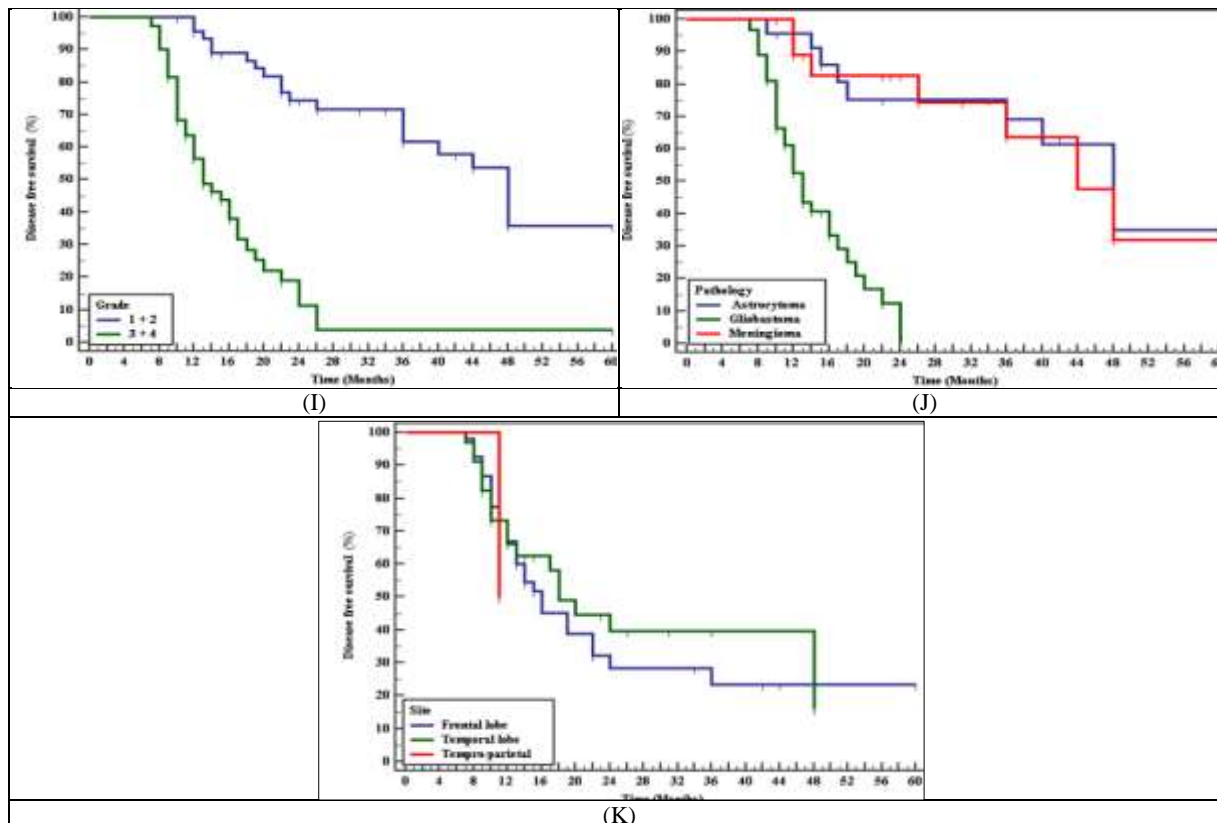 100
90
80
70
60
50
40
30
20
10
0
Disease free survival (%)
Grade
1 + 2
3 + 4
0 4 8 12 16 20 24 28 32 36 40 44 48 52 56 60
Time (Months)
(I)
100
90
80
70
60
50
40
30
20
10
0
Disease free survival (%)
Pathology
Astrocytoma
Glioblastoma
Meningioma
0 4 8 12 16 20 24 28 32 36 40 44 48 52 56 60
Time (Months)
(J)
100
90
80
70
60
50
40
30
20
10
0
Disease free survival (%)
Site
Frontal lobe
Temporal lobe
Tempro-parietal
0 4 8 12 16 20 24 28 32 36 40 44 48 52 56 60
Time (Months)
(K)